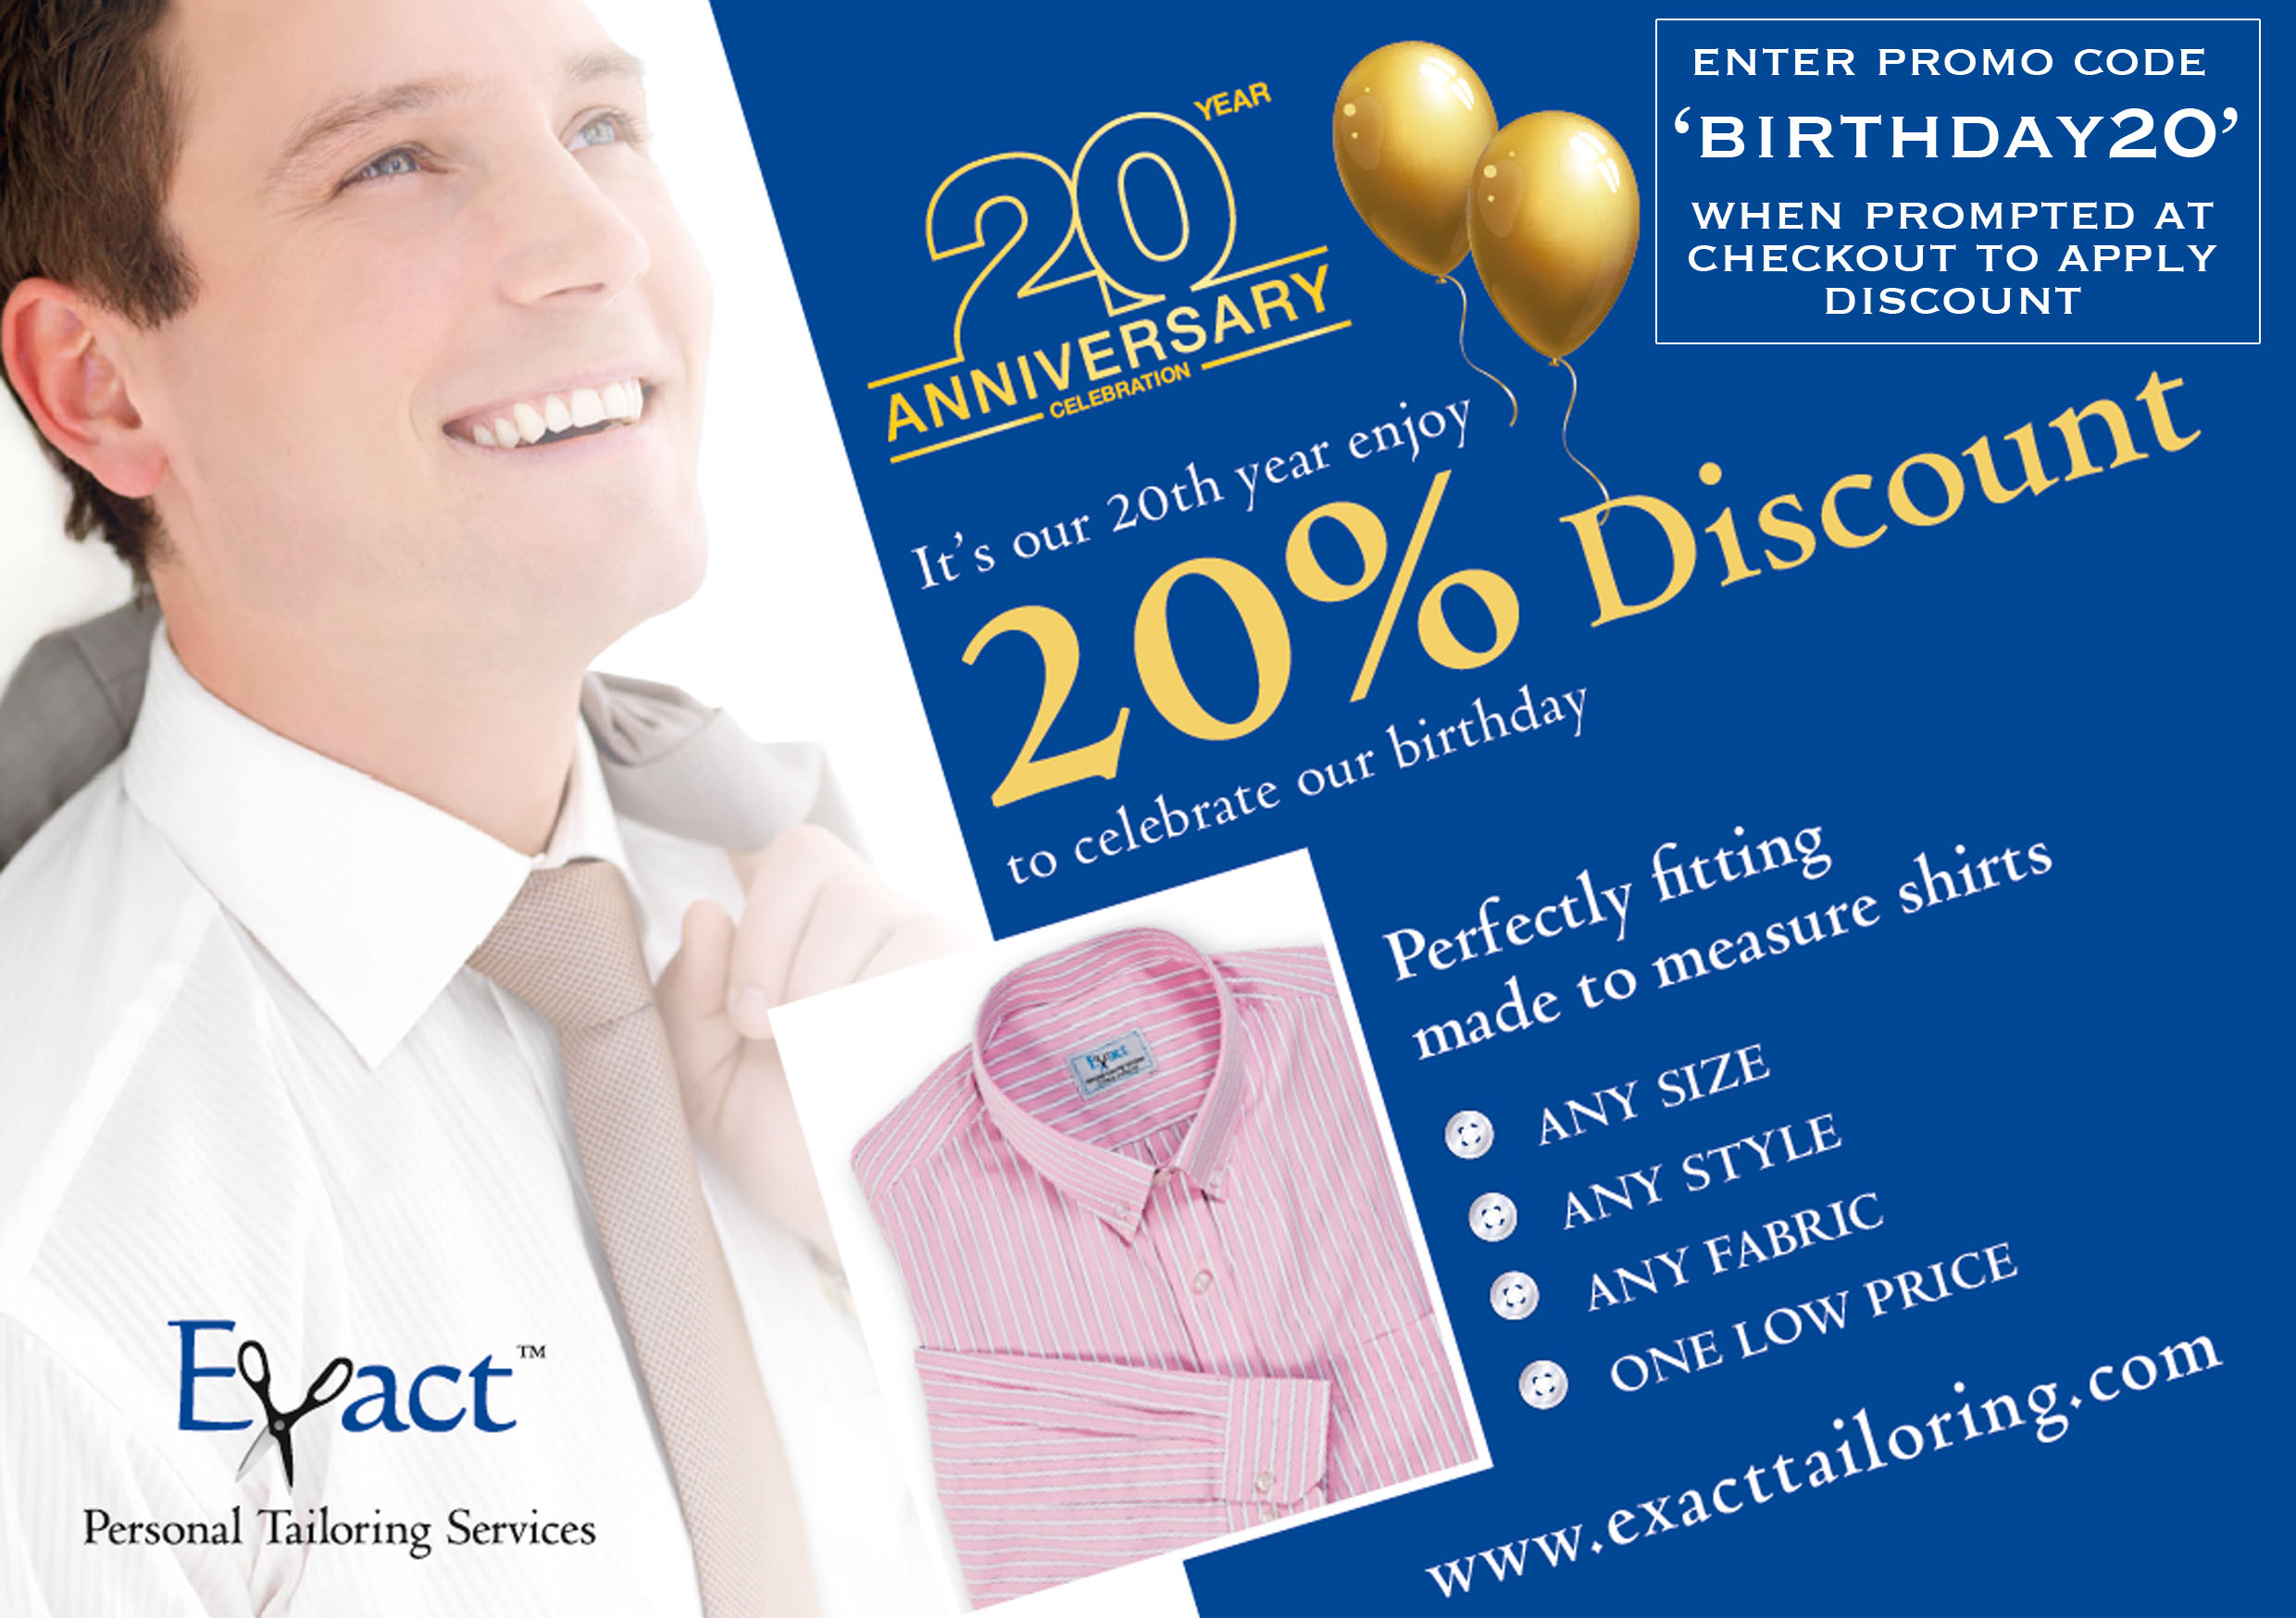 ENTER PROMO CODE
‘BIRTHDAY20’
WHEN PROMPTED AT
CHECKOUT TO APPLY
DISCOUNT
20 YEAR
ANNIVERSARY
CELEBRATION
It’s our 20th year enjoy
20% Discount
to celebrate our birthday
Perfectly fitting
made to measure shirts
ANY SIZE
ANY STYLE
ANY FABRIC
ONE LOW PRICE
www.exacttailoring.com
Exact
Exact™
Personal Tailoring Services